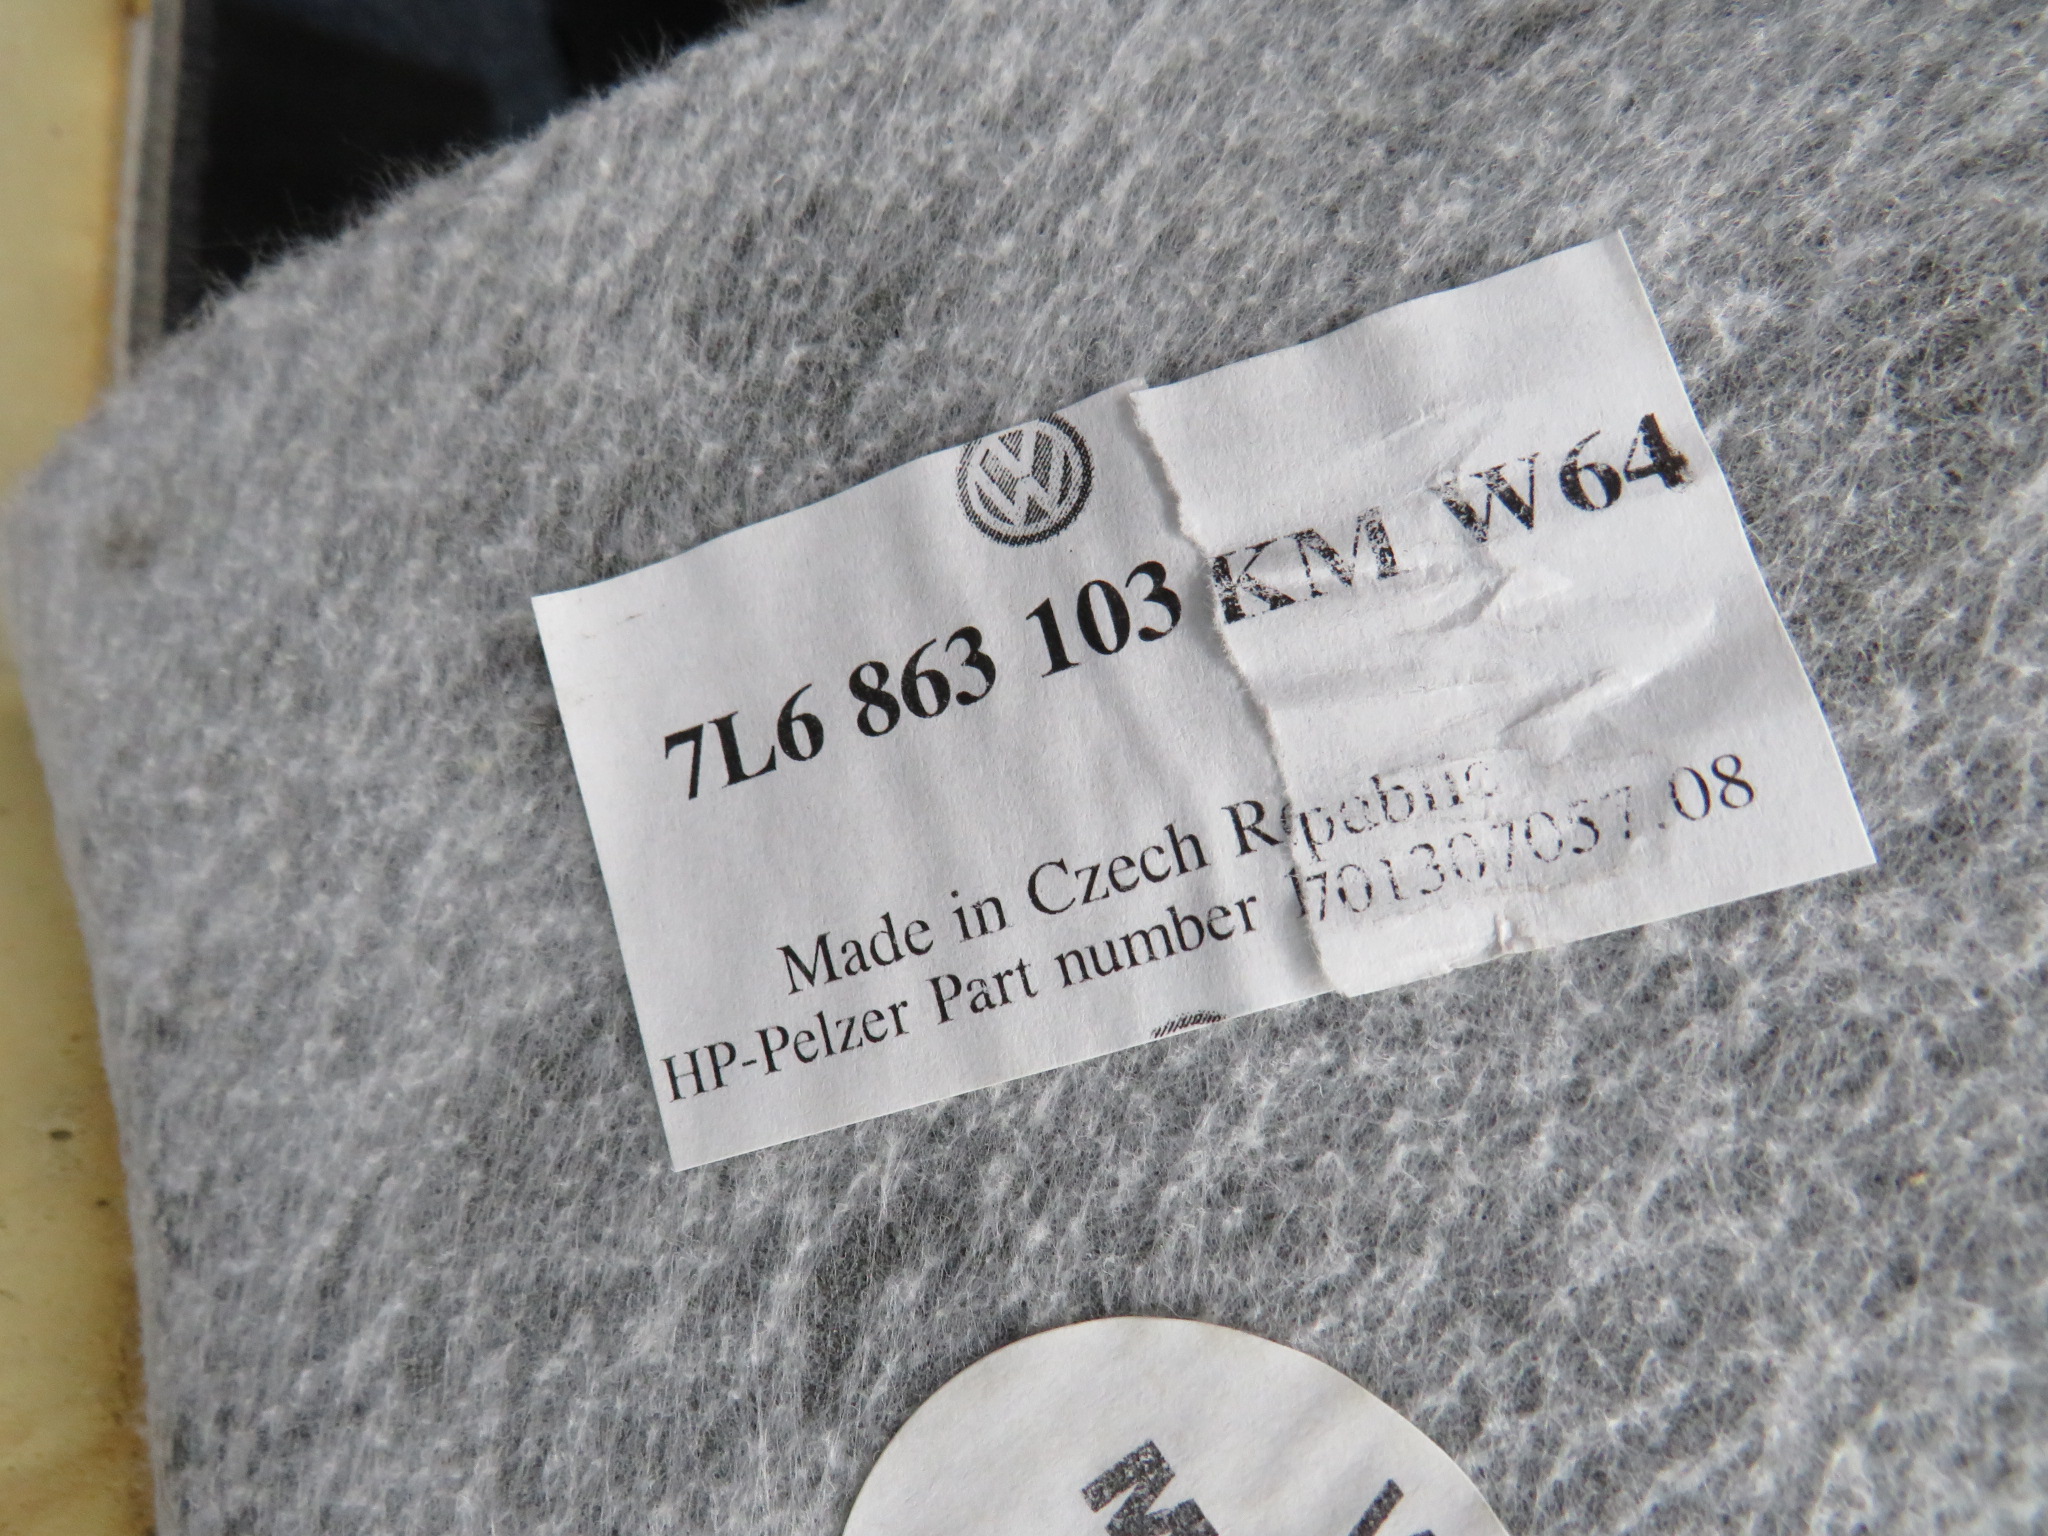 7L6 863 103 KM W64
Made in Czech Republic
HP-Pelzer Part number 1701307057.08